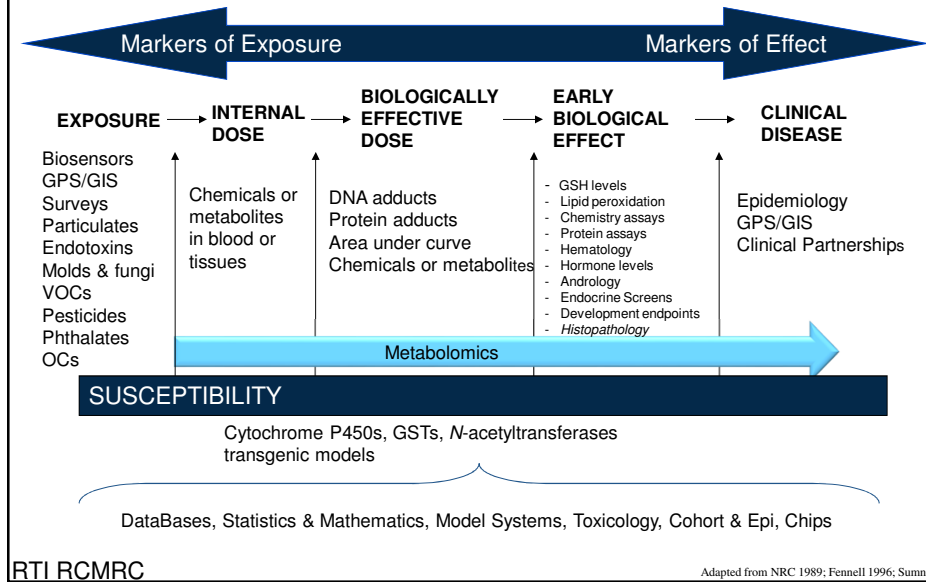 Markers of Exposure
Markers of Effect
EXPOSURE
INTERNAL
DOSE
BIOLOGICALLY
EFFECTIVE
DOSE
EARLY
BIOLOGICAL
EFFECT
CLINICAL
DISEASE
Biosensors
GPS/GIS
Surveys
Particulates
Endotoxins
Molds & fungi
VOCs
Pesticides
Phthalates
OCs
Chemicals or
metabolites
in blood or
tissues
DNA adducts
Protein adducts
Area under curve
Chemicals or metabolites
- GSH levels
- Lipid peroxidation
- Chemistry assays
- Protein assays
- Hematology
- Hormone levels
- Andrology
- Endocrine Screens
- Development endpoints
- Histopathology
Epidemiology
GPS/GIS
Clinical Partnerships
Metabolomics
SUSCEPTIBILITY
Cytochrome P450s, GSTs, N-acetyltransferases
transgenic models
DataBases, Statistics & Mathematics, Model Systems, Toxicology, Cohort & Epi, Chips
RTI RCMRC
Adapted from NRC 1989; Fennell 1996; Sumn